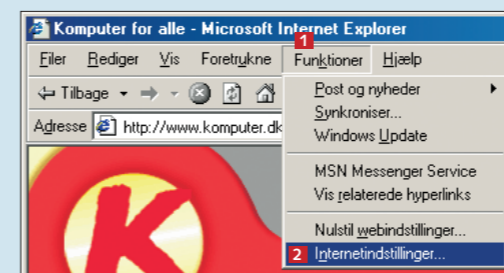 Komputer for alle - Microsoft Internet Explorer
1
Filer Rediger Vis Foretrukne Funktioner Hjælp
Tilbage
Adresse http://www.komputer.dk
Post og nyheder
Synkroniser...
Windows Update
MSN Messenger Service
Vis relaterede hyperlinks
Nulstil webindstillinger...
2 Internetindstillinger...
K